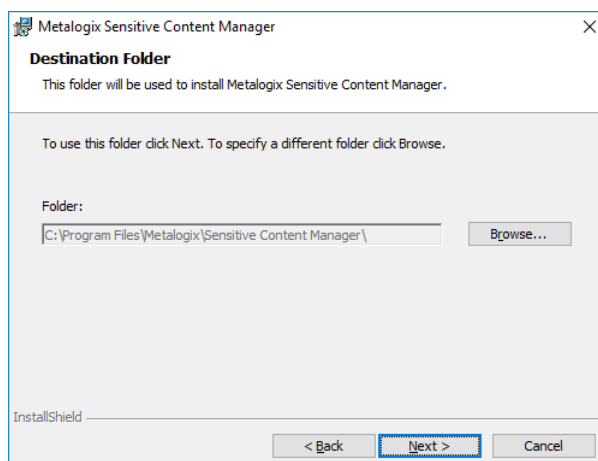 Metalogix Sensitive Content Manager
Destination Folder
This folder will be used to install Metalogix Sensitive Content Manager.
To use this folder click Next. To specify a different folder click Browse.
Folder:
C:\Program Files\Metalogix\Sensitive Content Manager\
Browse...
InstallShield
< Back
Next >
Cancel